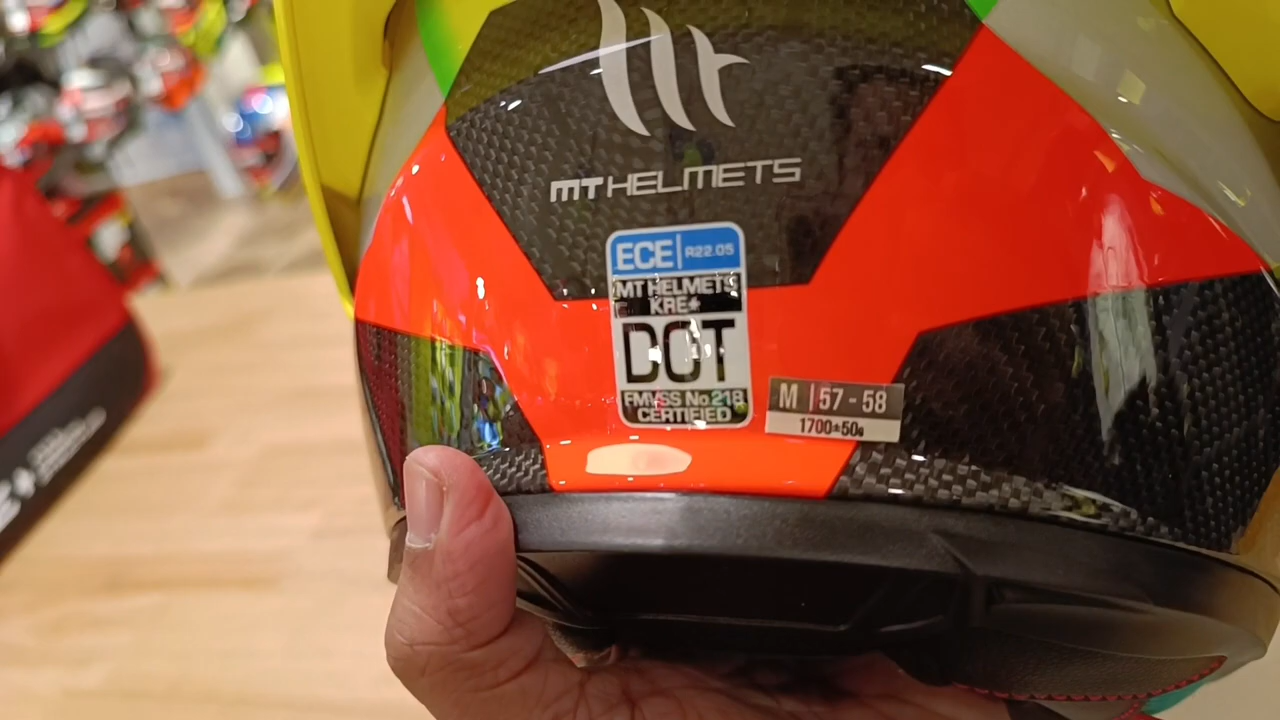 MT HELMETS
ECE | R22.05
MT HELMETS
KRE+
DOT
FMVSS No.218
CERTIFIED
M | 57 - 58
1700±50g